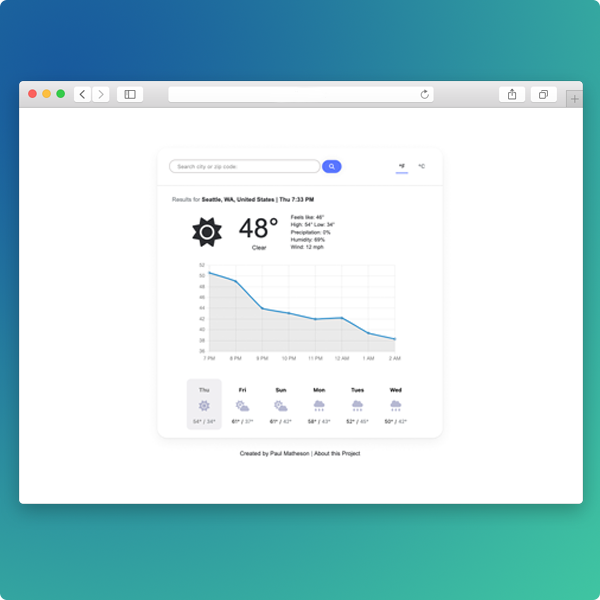 Search city or zip code:
°F °C
Results for Seattle, WA, United States | Thu 7:33 PM
48°
Clear
Feels like: 46°
High: 54° Low: 34°
Precipitation: 0%
Humidity: 69%
Wind: 12 mph
52
50
48
46
44
42
40
38
36
7 PM 8 PM 9 PM 10 PM 11 PM 12 AM 1 AM 2 AM
Thu Fri Sun Mon Tues Wed
54° / 34° 61° / 37° 61° / 42° 58° / 43° 52° / 45° 50° / 42°
Created by Paul Matheson | About this Project